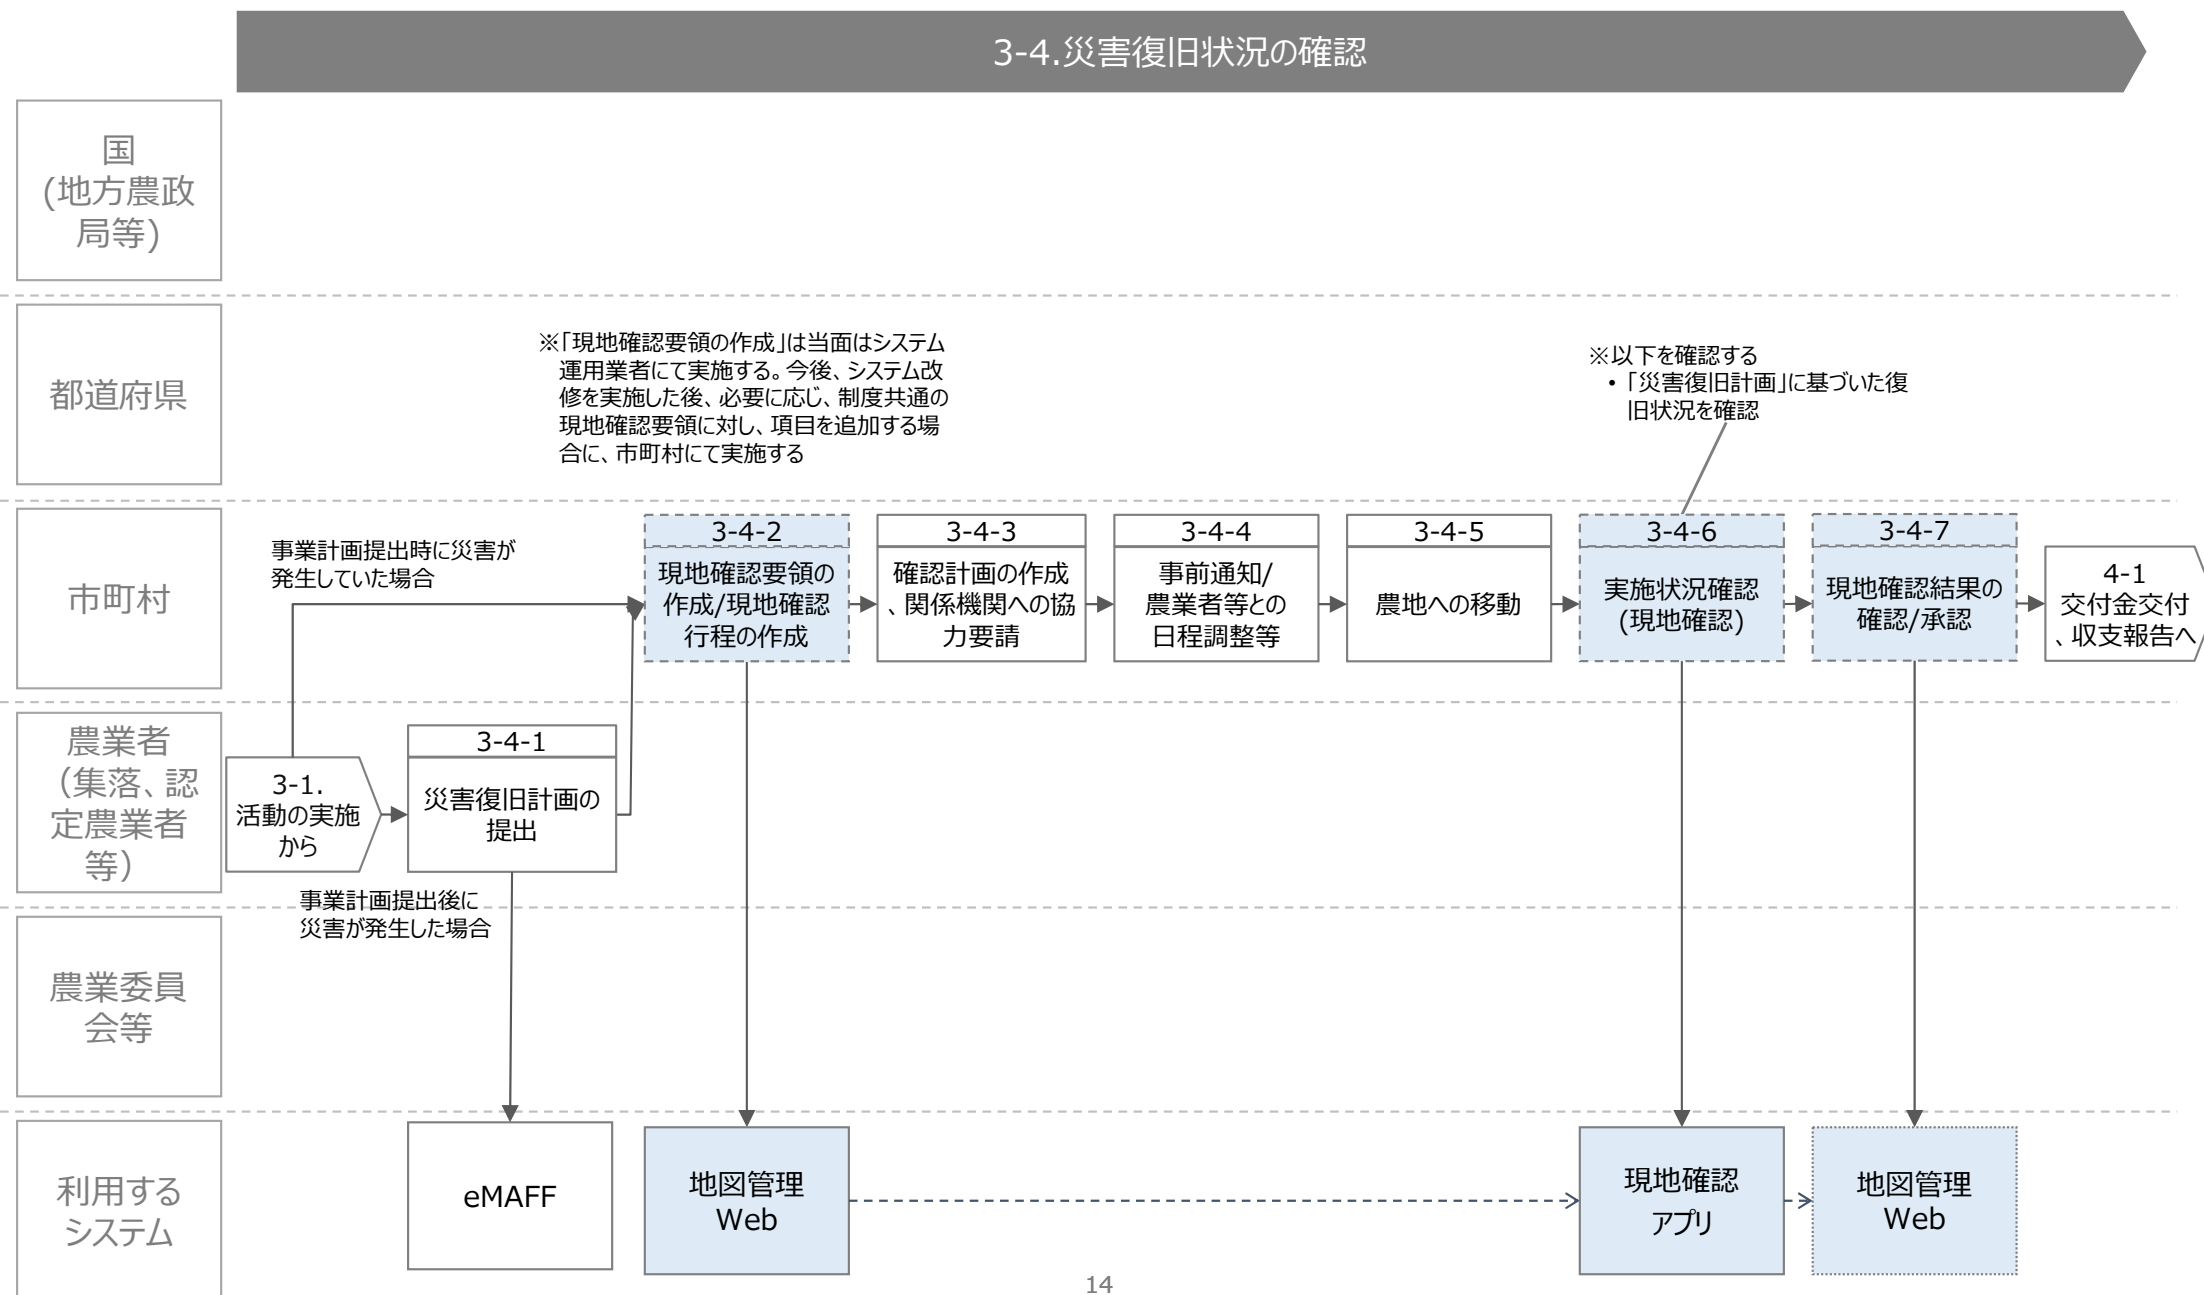 3-4.災害復旧状況の確認
国
(地方農政
局等)
都道府県
※「現地確認要領の作成」は当面はシステム
運用業者にて実施する。今後、システム改
修を実施した後、必要に応じ、制度共通の
現地確認要領に対し、項目を追加する場
合に、市町村にて実施する
※以下を確認する
・「災害復旧計画」に基づいた復
旧状況を確認
市町村
事業計画提出時に災害が
発生していた場合
3-4-2
現地確認要領の
作成/現地確認
行程の作成
3-4-3
確認計画の作成
、関係機関への協
力要請
3-4-4
事前通知/
農業者等との
日程調整等
3-4-5
農地への移動
3-4-6
実施状況確認
(現地確認)
3-4-7
現地確認結果の
確認/承認
4-1
交付金交付
、収支報告へ
農業者
（集落、認
定農業者
等）
3-1.
活動の実施
から
3-4-1
災害復旧計画の
提出
事業計画提出後に
災害が発生した場合
農業委員
会等
利用する
システム
eMAFF
地図管理
Web
現地確認
アプリ
地図管理
Web
14